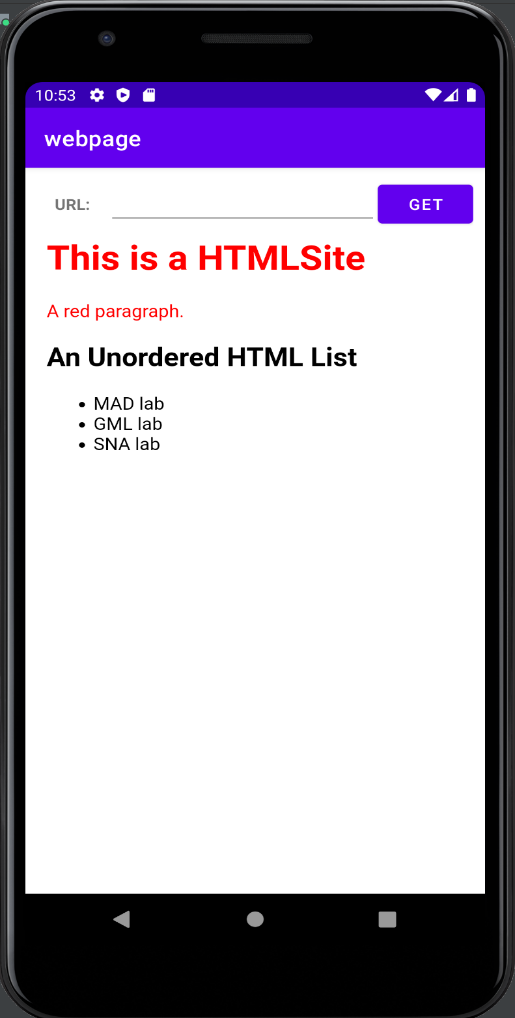 10:53
webpage
URL:
GET
This is a HTMLSite
A red paragraph.
An Unordered HTML List
• MAD lab
• GML lab
• SNA lab